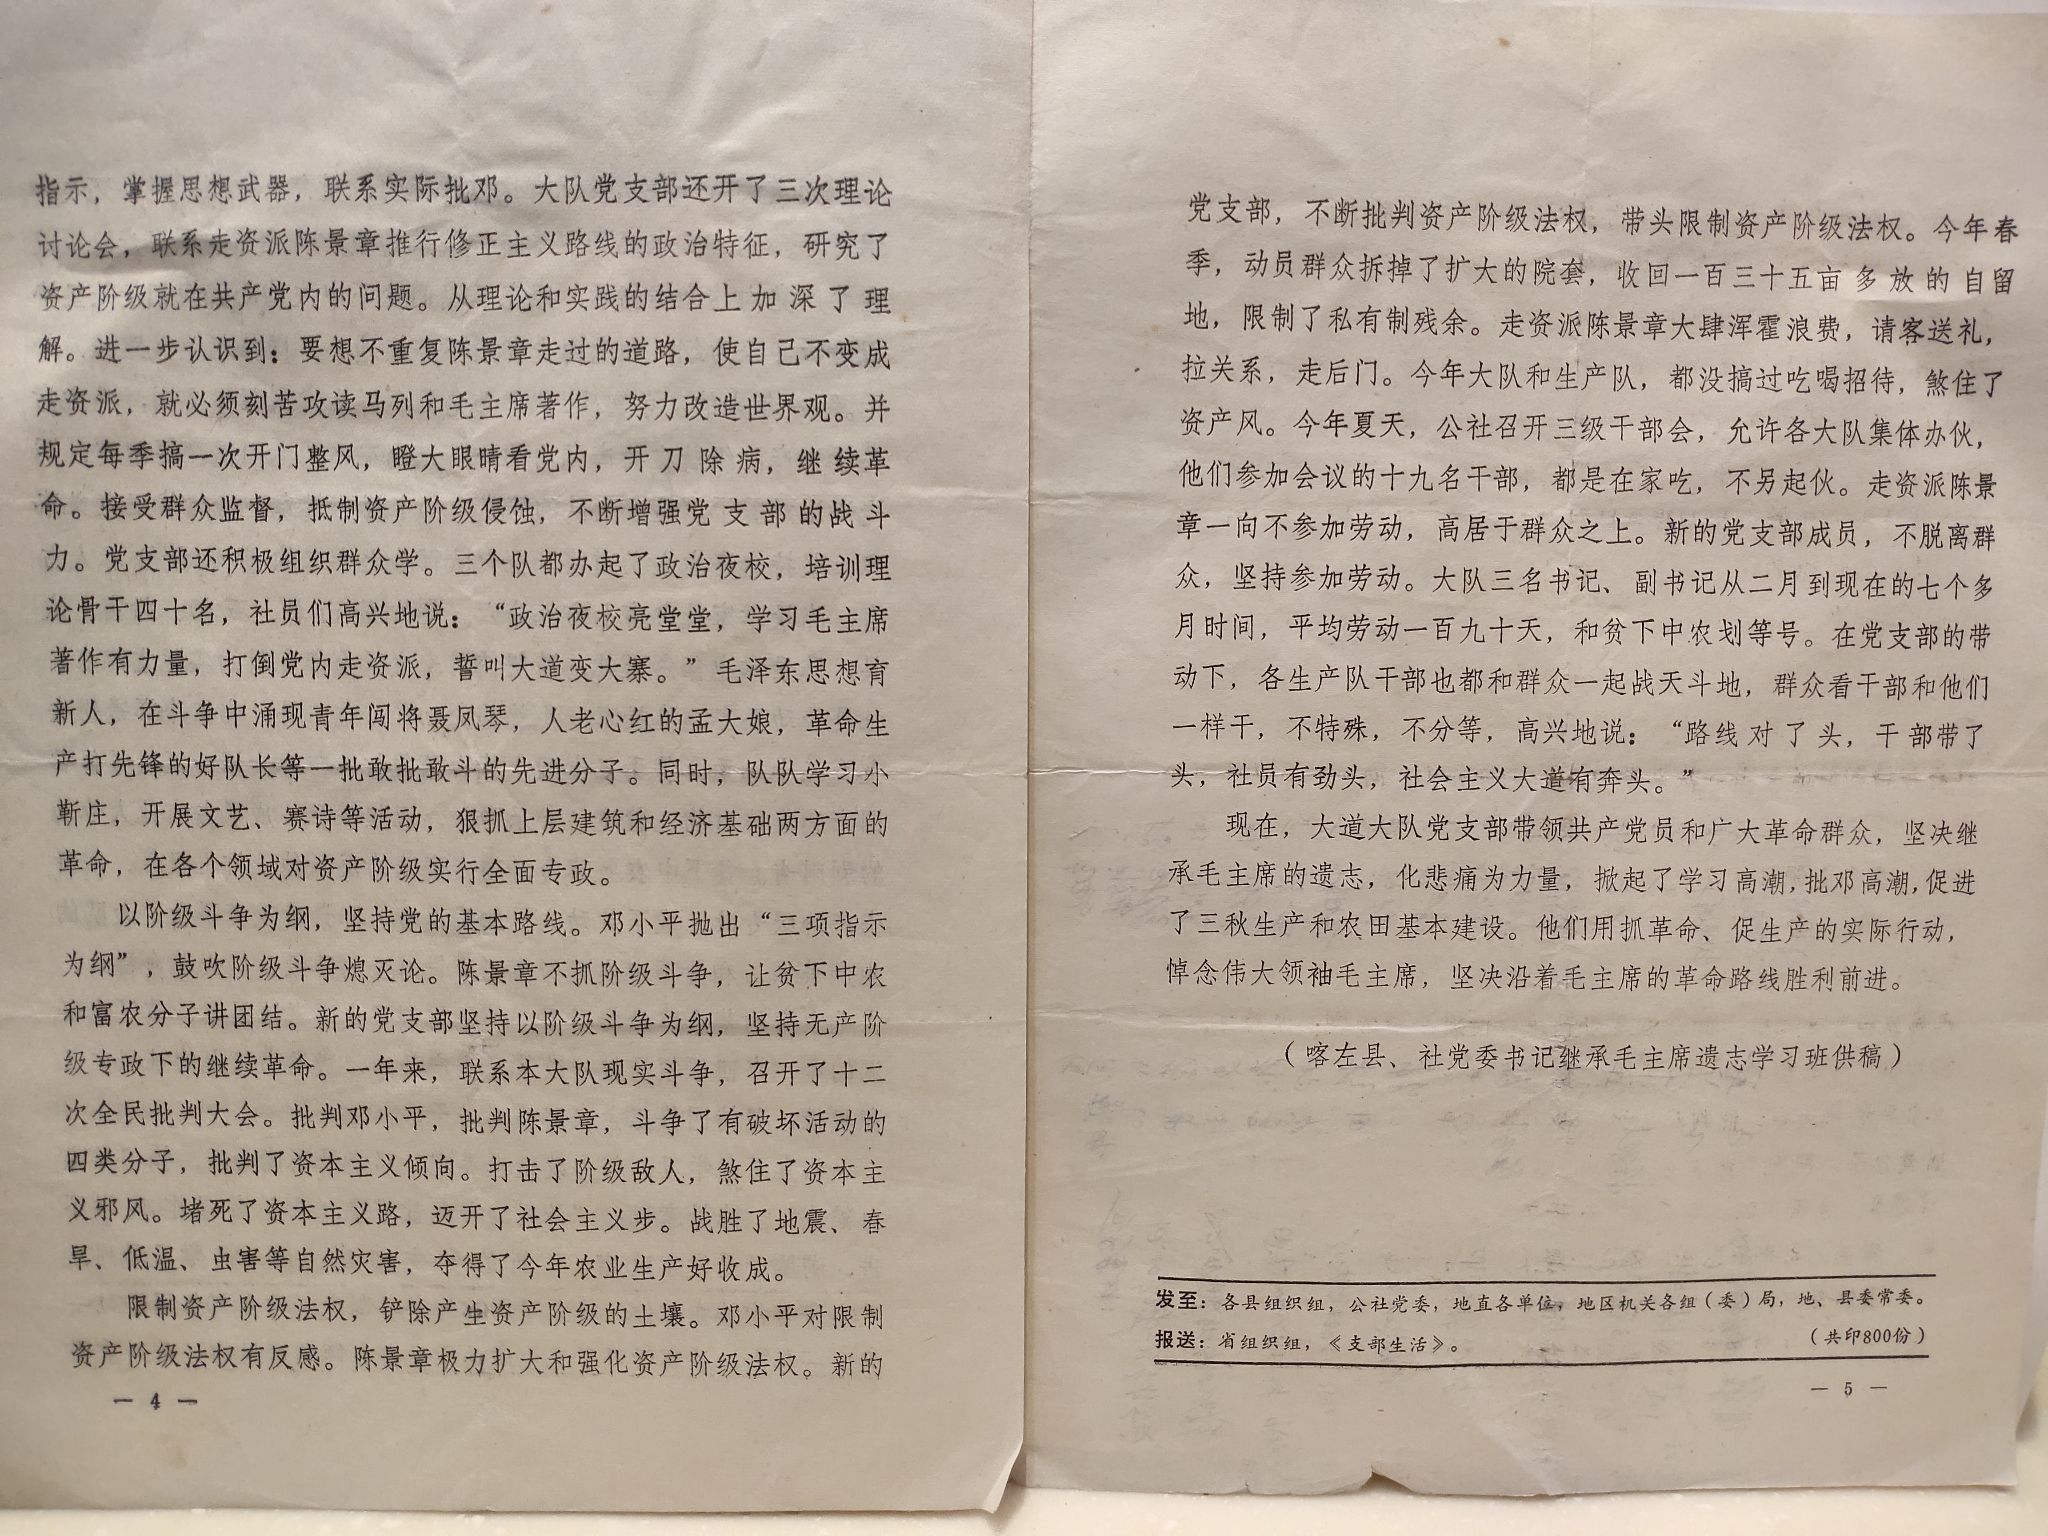 指示，掌握思想武器，联系实际批邓。大队党支部还开了三次理论
讨论会，联系走资派陈景章推行修正主义路线的政治特征，研究了
资产阶级就在共产党内的问题。从理论和实践的结合上加深了理
解。进一步认识到：要想不重复陈景章走过的道路，使自己不变成
走资派，就必须刻苦攻读马列和毛主席著作，努力改造世界观。并
规定每季搞一次开门整风，瞪大眼睛看党内，开刀除病，继续革
命。接受群众监督，抵制资产阶级侵蚀，不断增强党支部的战斗
力。党支部还积极组织群众学。三个队都办起了政治夜校，培训理
论骨干四十名，社员们高兴地说：“政治夜校亮堂堂，学习毛主席
著作有力量，打倒党内走资派，誓叫大道变大寨。”毛泽东思想育
新人，在斗争中涌现青年闯将聂凤琴，人老心红的孟大娘，革命生
产打先锋的好队长等一批敢批敢斗的先进分子。同时，队队学习小
靳庄，开展文艺、赛诗等活动，狠抓上层建筑和经济基础两方面的
革命，在各个领域对资产阶级实行全面专政。
以阶级斗争为纲，坚持党的基本路线。邓小平抛出“三项指示
为纲”，鼓吹阶级斗争熄灭论。陈景章不抓阶级斗争，让贫下中农
和富农分子讲团结。新的党支部坚持以阶级斗争为纲，坚持无产阶
级专政下的继续革命。一年来，联系本大队现实斗争，召开了十二
次全民批判大会。批判邓小平，批判陈景章，斗争了有破坏活动的
四类分子，批判了资本主义倾向。打击了阶级敌人，煞住了资本主
义邪风。堵死了资本主义路，迈开了社会主义步。战胜了地震、春
旱、低温、虫害等自然灾害，夺得了今年农业生产好收成。
限制资产阶级法权，铲除产生资产阶级的土壤。邓小平对限制
资产阶级法权有反感。陈景章极力扩大和强化资产阶级法权。新的
— 4 —
党支部，不断批判资产阶级法权，带头限制资产阶级法权。今年春
季，动员群众拆掉了扩大的院套，收回一百三十五亩多放的自留
地，限制了私有制残余。走资派陈景章大肆浑霍浪费，请客送礼，
拉关系，走后门。今年大队和生产队，都没搞过吃喝招待，煞住了
资产风。今年夏天，公社召开三级干部会，允许各大队集体办伙，
他们参加会议的十九名干部，都是在家吃，不另起伙。走资派陈景
章一向不参加劳动，高居于群众之上。新的党支部成员，不脱离群
众，坚持参加劳动。大队三名书记、副书记从二月到现在的七个多
月时间，平均劳动一百九十天，和贫下中农划等号。在党支部的带
动下，各生产队干部也都和群众一起战天斗地，群众看干部和他们
一样干，不特殊，不分等，高兴地说：“路线对了头，干部带了
头，社员有劲头，社会主义大道有奔头。”
现在，大道大队党支部带领共产党员和广大革命群众，坚决继
承毛主席的遗志，化悲痛为力量，掀起了学习高潮，批邓高潮，促进
了三秋生产和农田基本建设。他们用抓革命、促生产的实际行动，
悼念伟大领袖毛主席，坚决沿着毛主席的革命路线胜利前进。
（喀左县、社党委书记继承毛主席遗志学习班供稿）
发至：各县组织组，公社党委，地直各单位，地区机关各组（委）局，地、县委常委。
报送：省组织组，《支部生活》。（共印800份）
— 5 —